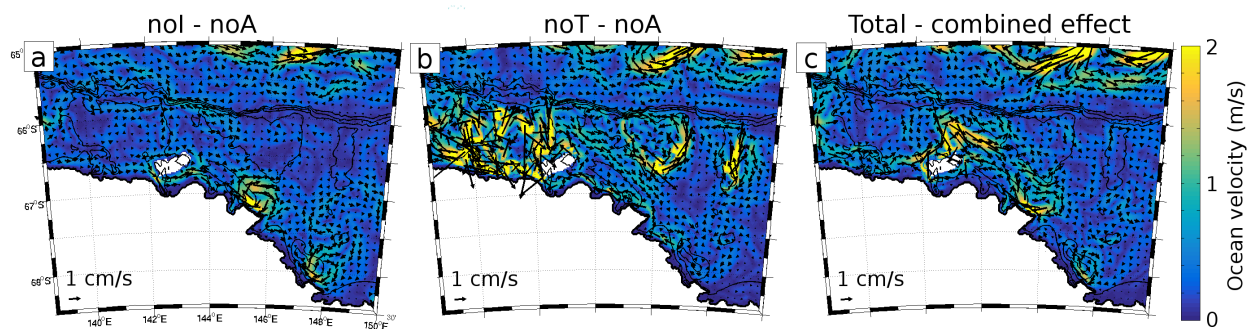 noI - noA
noT - noA
Total - combined effect
a
b
c
65°
66°S
67°S
68°S
1 cm/s
1 cm/s
1 cm/s
140°E
142°E
144°E
146°E
148°E
150°E
30'
2
1
0
Ocean velocity (m/s)